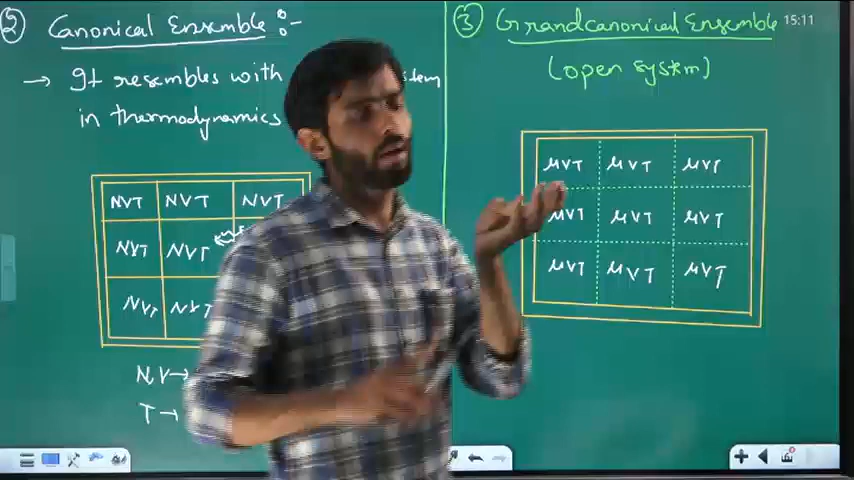 ② Canonical Ensemble :-
→ It resembles with
in thermodynamics
NVT NVT NVT
NVT NVT
NVT NVT
N,V→
T→
③ Grandcanonical Ensemble
15:11
(open system)
μVT μVT μVT
μVT μVT μVT
μVT μVT μVT